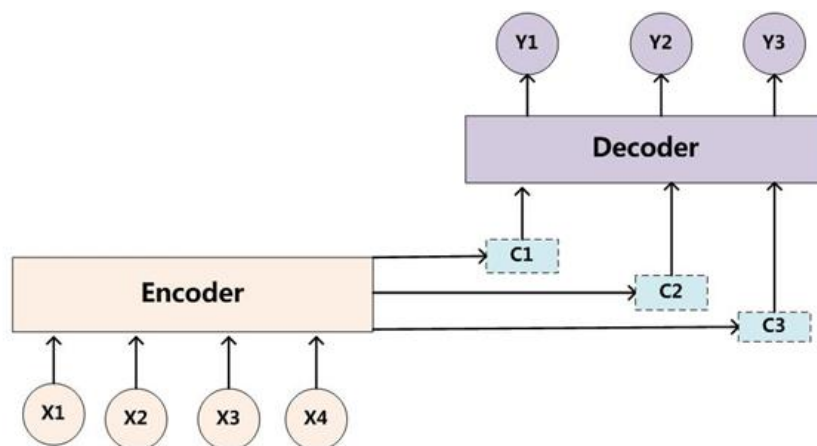 Y1 Y2 Y3
Decoder
C1
Encoder
C2
C3
X1 X2 X3 X4